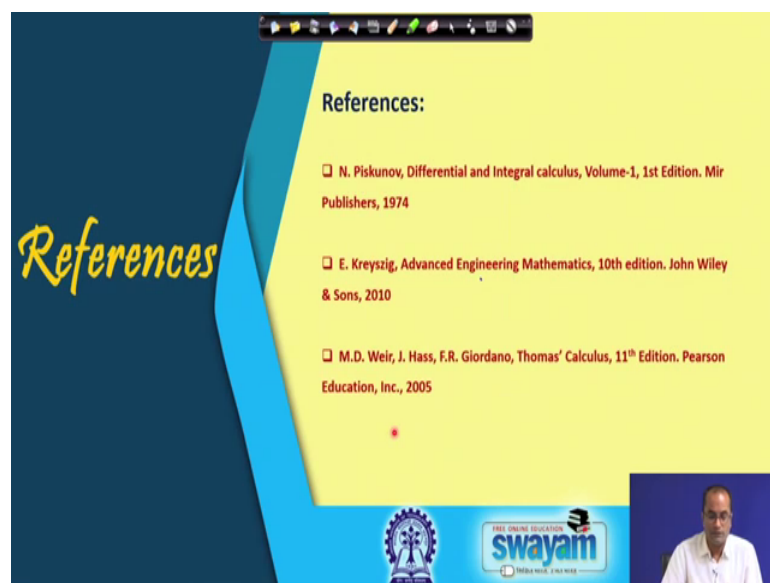 References:
❑ N. Piskunov, Differential and Integral calculus, Volume-1, 1st Edition. Mir
Publishers, 1974
References
❑ E. Kreyszig, Advanced Engineering Mathematics, 10th edition. John Wiley
& Sons, 2010
❑ M.D. Weir, J. Hass, F.R. Giordano, Thomas' Calculus, 11th Edition. Pearson
Education, Inc., 2005
FREE ONLINE EDUCATION
swayam